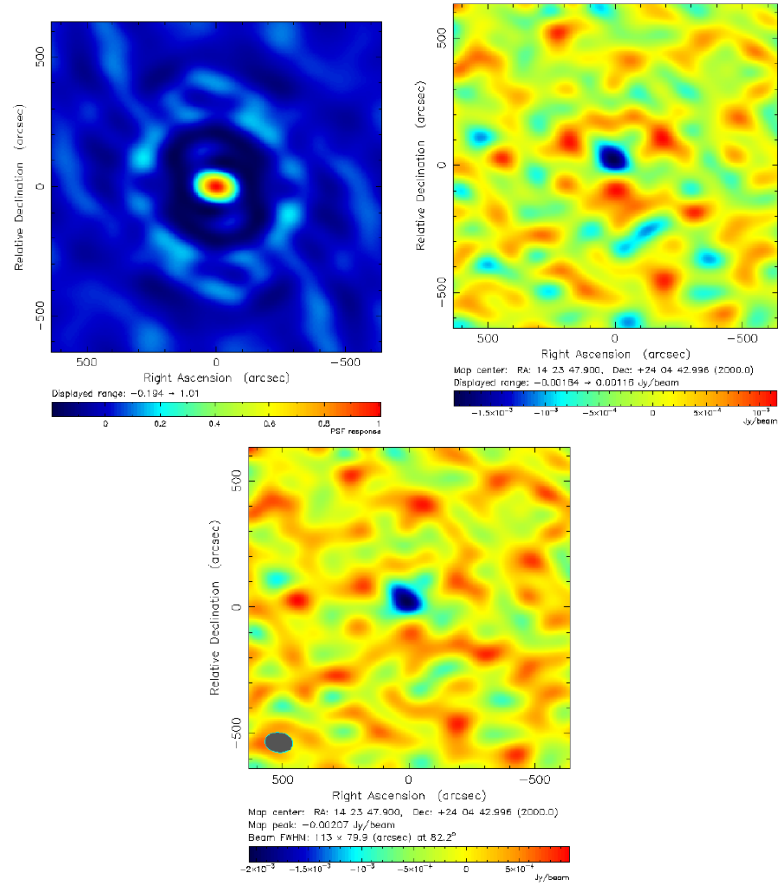 500
0
-500
Relative Declination (arcsec)
500 0 -500
Right Ascension (arcsec)
Displayed range: -0.194 → 1.01
0 0.2 0.4 0.6 0.8 1
PSF response
500
0
-500
Relative Declination (arcsec)
500 0 -500
Right Ascension (arcsec)
Map center: RA: 14 23 47.900, Dec: +24 04 42.996 (2000.0)
Displayed range: -0.00164 → 0.00116 Jy/beam
-1.5×10⁻³ -10⁻³ -5×10⁻⁴ 0 5×10⁻⁴ 10⁻³
Jy/beam
500
0
-500
Relative Declination (arcsec)
500 0 -500
Right Ascension (arcsec)
Map center: RA: 14 23 47.900, Dec: +24 04 42.996 (2000.0)
Map peak: -0.00207 Jy/beam
Beam FWHM: 113 × 79.9 (arcsec) at 82.2°
-2×10⁻³ -1.5×10⁻³ -10⁻³ -5×10⁻⁴ 0 5×10⁻⁴
Jy/beam